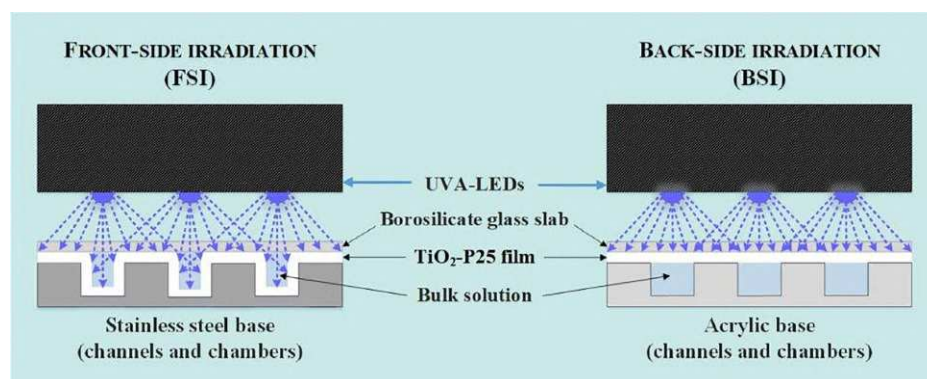 FRONT-SIDE IRRADIATION
(FSI)
BACK-SIDE IRRADIATION
(BSI)
UVA-LEDs
Borosilicate glass slab
TiO₂-P25 film
Bulk solution
Stainless steel base
(channels and chambers)
Acrylic base
(channels and chambers)